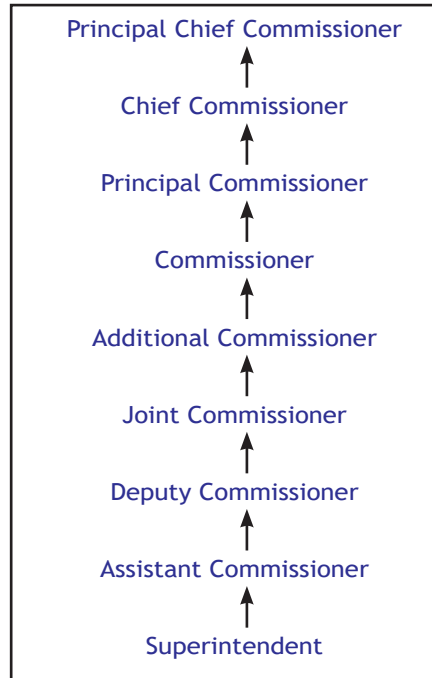 Principal Chief Commissioner
Chief Commissioner
Principal Commissioner
Commissioner
Additional Commissioner
Joint Commissioner
Deputy Commissioner
Assistant Commissioner
Superintendent